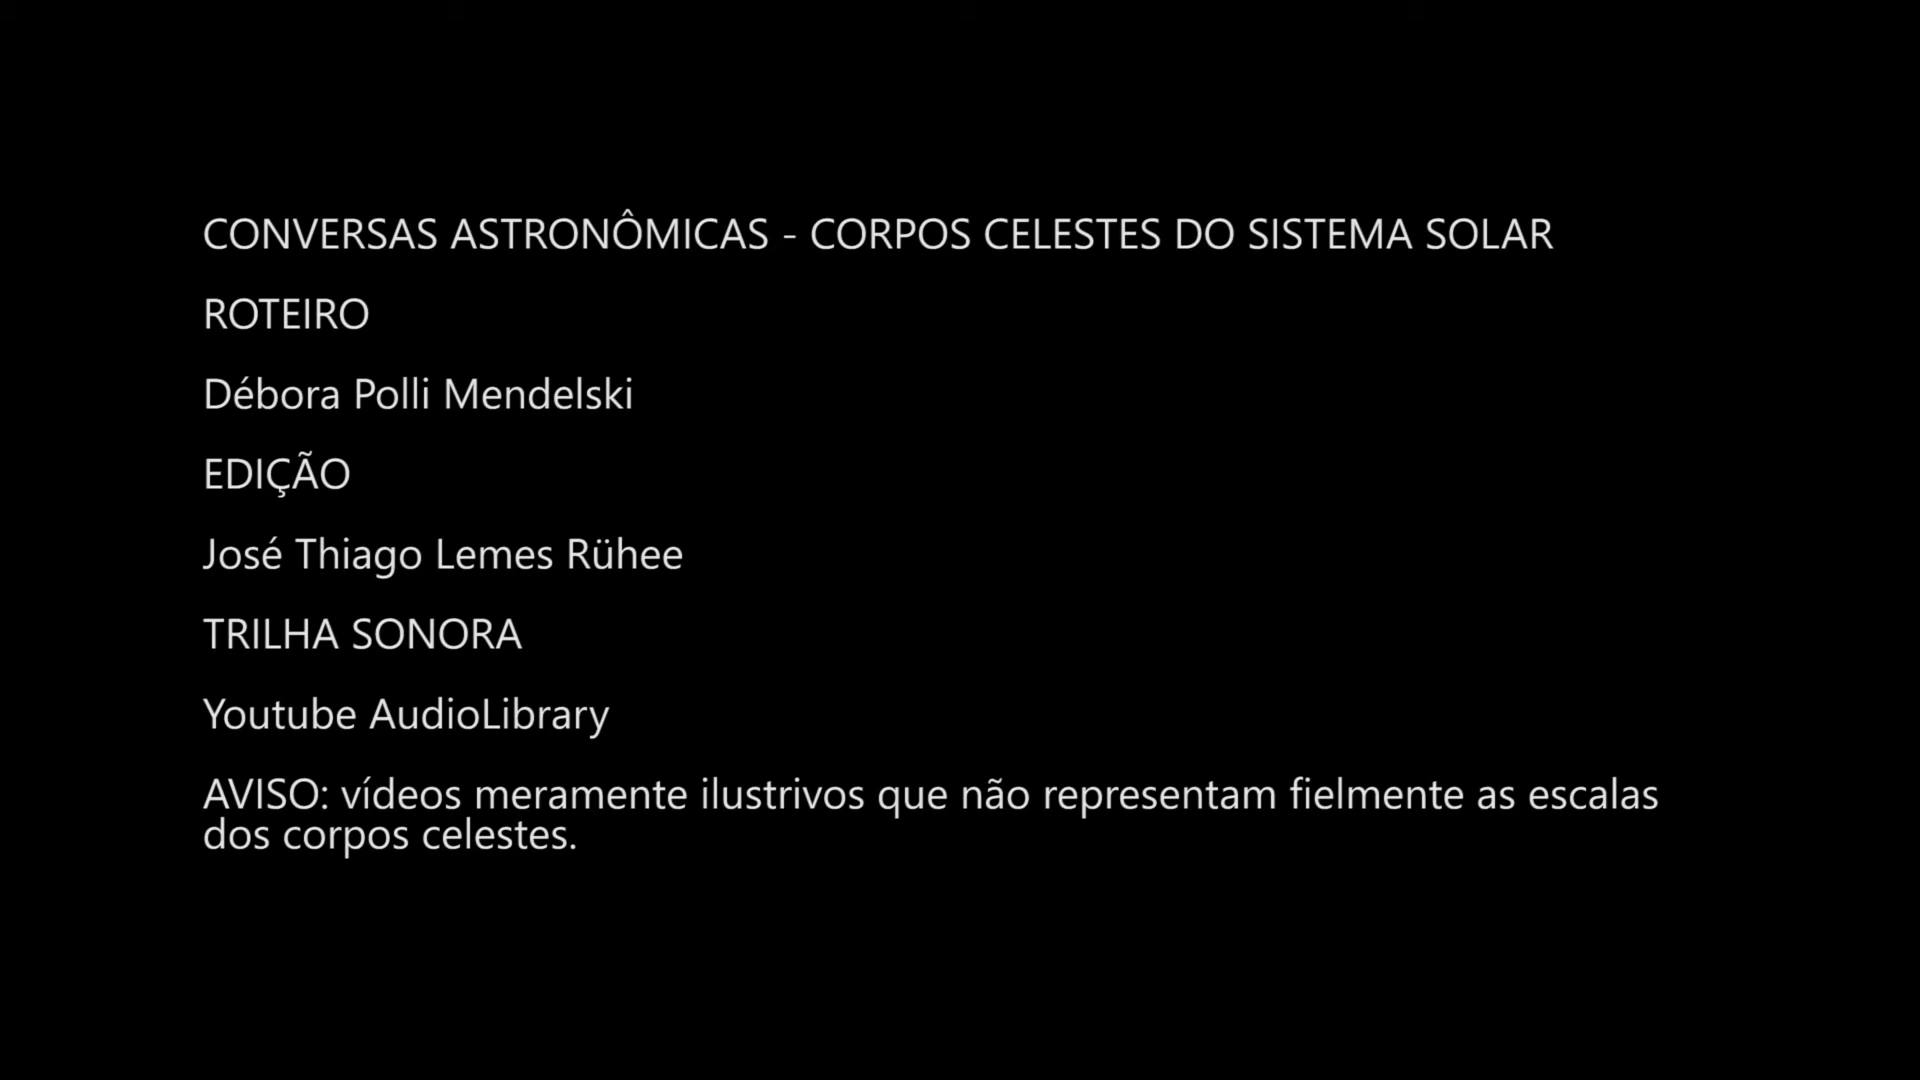 CONVERSAS ASTRONÔMICAS - CORPOS CELESTES DO SISTEMA SOLAR
ROTEIRO
Débora Polli Mendelski
EDIÇÃO
José Thiago Lemes Rühee
TRILHA SONORA
Youtube AudioLibrary
AVISO: vídeos meramente ilustrivos que não representam fielmente as escalas
dos corpos celestes.